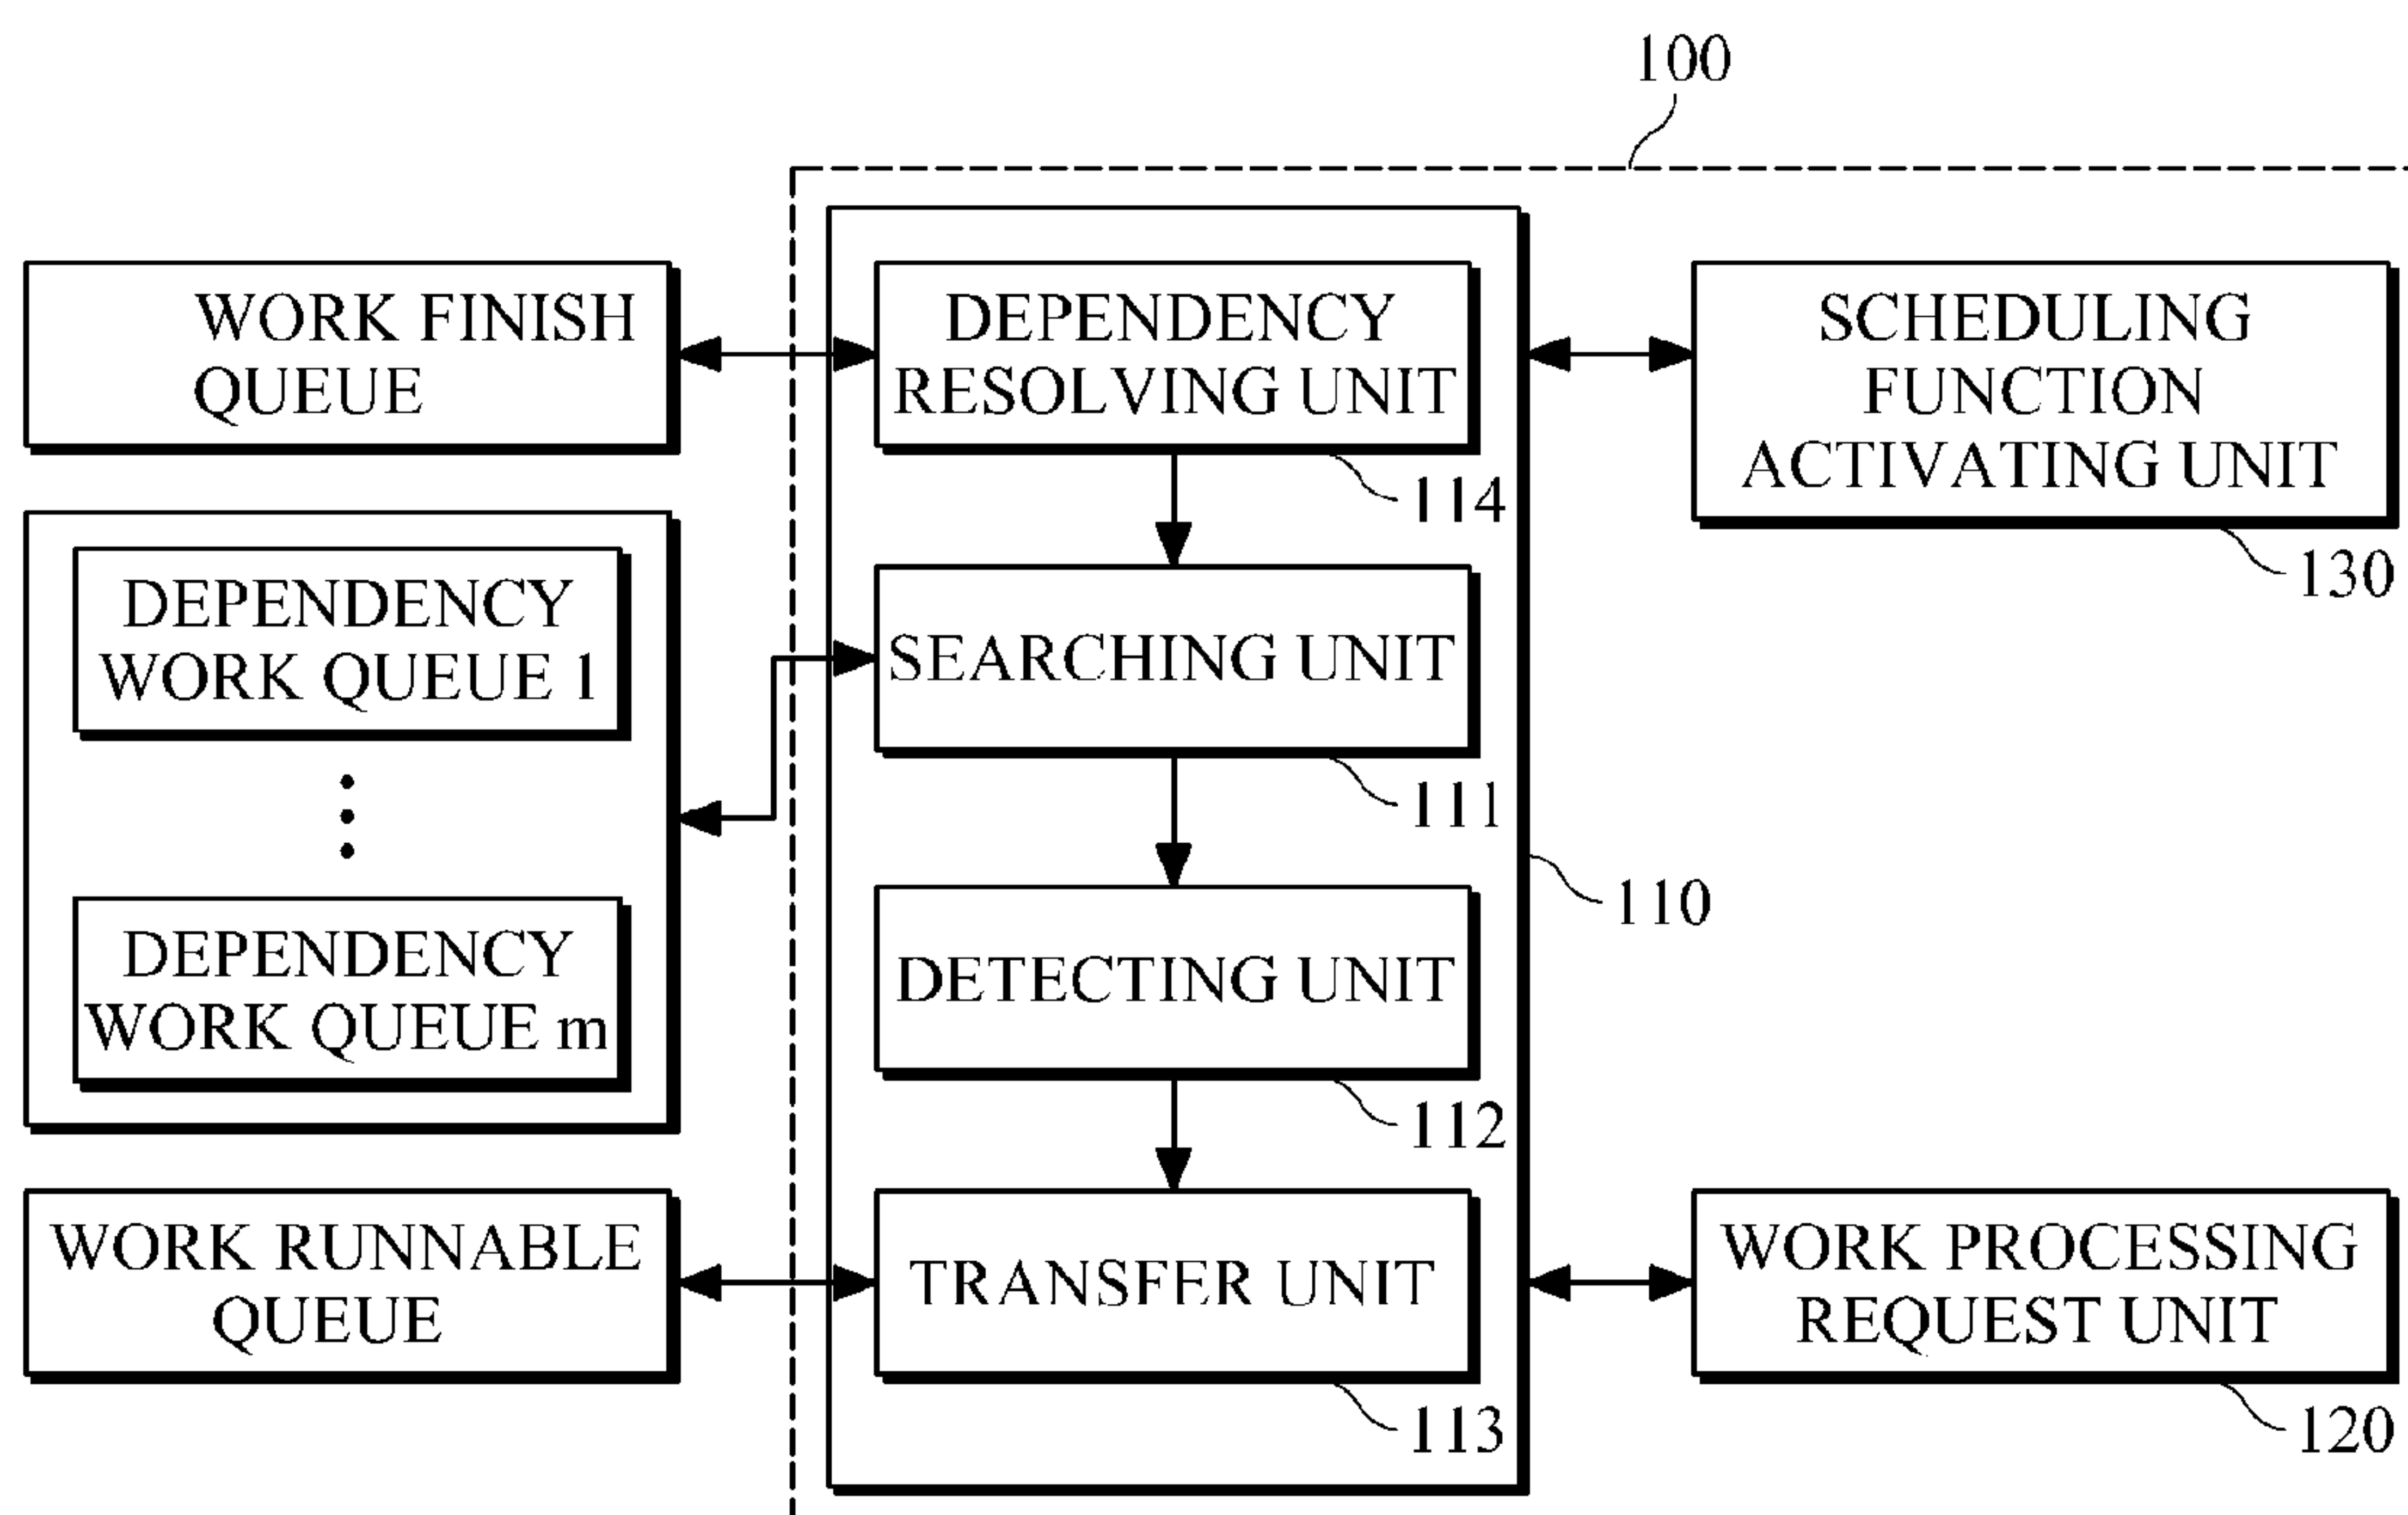 100
WORK FINISH
QUEUE
DEPENDENCY
RESOLVING UNIT
114
SCHEDULING
FUNCTION
ACTIVATING UNIT
130
DEPENDENCY
WORK QUEUE 1
DEPENDENCY
WORK QUEUE m
SEARCHING UNIT
111
110
DETECTING UNIT
112
WORK RUNNABLE
QUEUE
TRANSFER UNIT
113
WORK PROCESSING
REQUEST UNIT
120